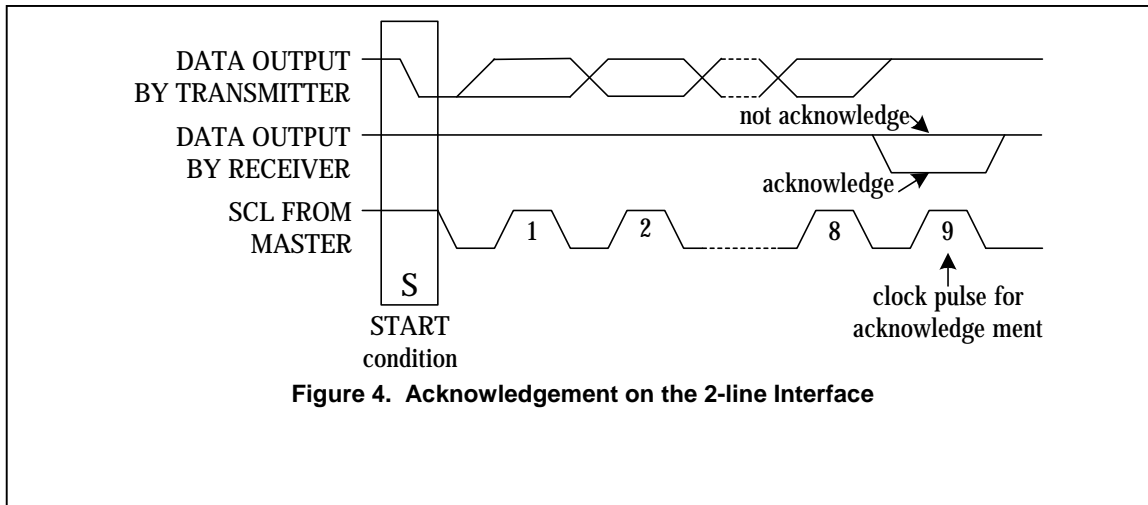 DATA OUTPUT
BY TRANSMITTER
not acknowledge
DATA OUTPUT
BY RECEIVER
acknowledge
SCL FROM
MASTER
1
2
8
9
S
START
condition
clock pulse for
acknowledge ment
Figure 4. Acknowledgement on the 2-line Interface